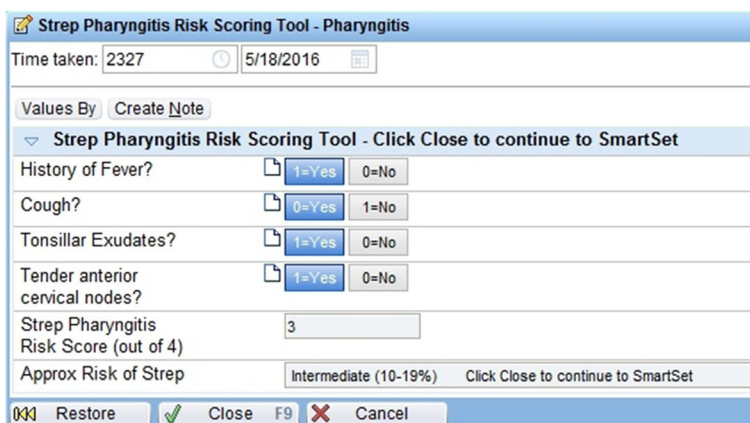 Strep Pharyngitis Risk Scoring Tool - Pharyngitis
Time taken: 2327 5/18/2016
Values By Create Note
Strep Pharyngitis Risk Scoring Tool - Click Close to continue to SmartSet
History of Fever? 1=Yes 0=No
Cough? 0=Yes 1=No
Tonsillar Exudates? 1=Yes 0=No
Tender anterior 1=Yes 0=No
cervical nodes?
Strep Pharyngitis 3
Risk Score (out of 4)
Approx Risk of Strep Intermediate (10-19%) Click Close to continue to SmartSet
Restore Close F9 Cancel